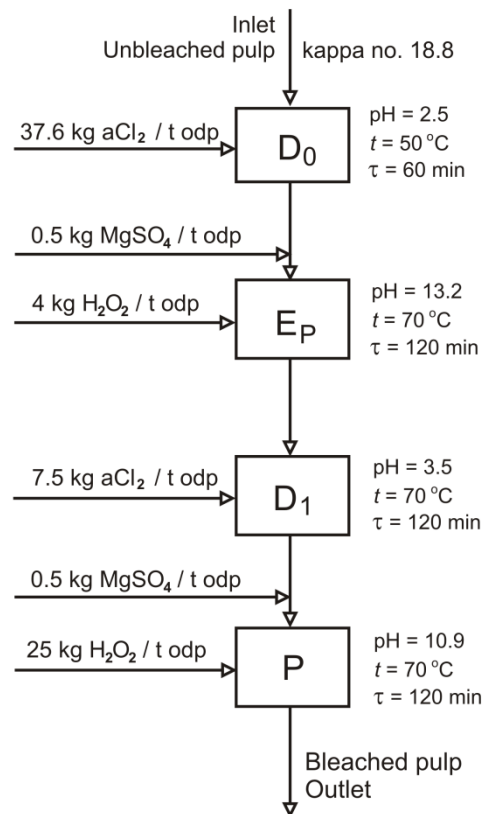 Inlet
Unbleached pulp kappa no. 18.8
37.6 kg aCl₂ / t odp
D₀
pH = 2.5
t = 50 °C
τ = 60 min
0.5 kg MgSO₄ / t odp
4 kg H₂O₂ / t odp
E_P
pH = 13.2
t = 70 °C
τ = 120 min
7.5 kg aCl₂ / t odp
D₁
pH = 3.5
t = 70 °C
τ = 120 min
0.5 kg MgSO₄ / t odp
25 kg H₂O₂ / t odp
P
pH = 10.9
t = 70 °C
τ = 120 min
Bleached pulp
Outlet